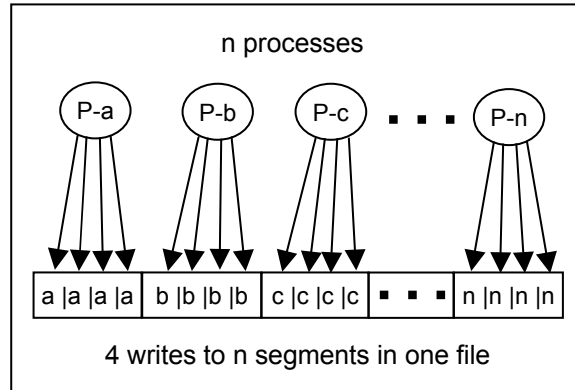 n processes
P-a P-b P-c P-n
a |a |a |a b |b |b |b c |c |c |c n |n |n |n
4 writes to n segments in one file